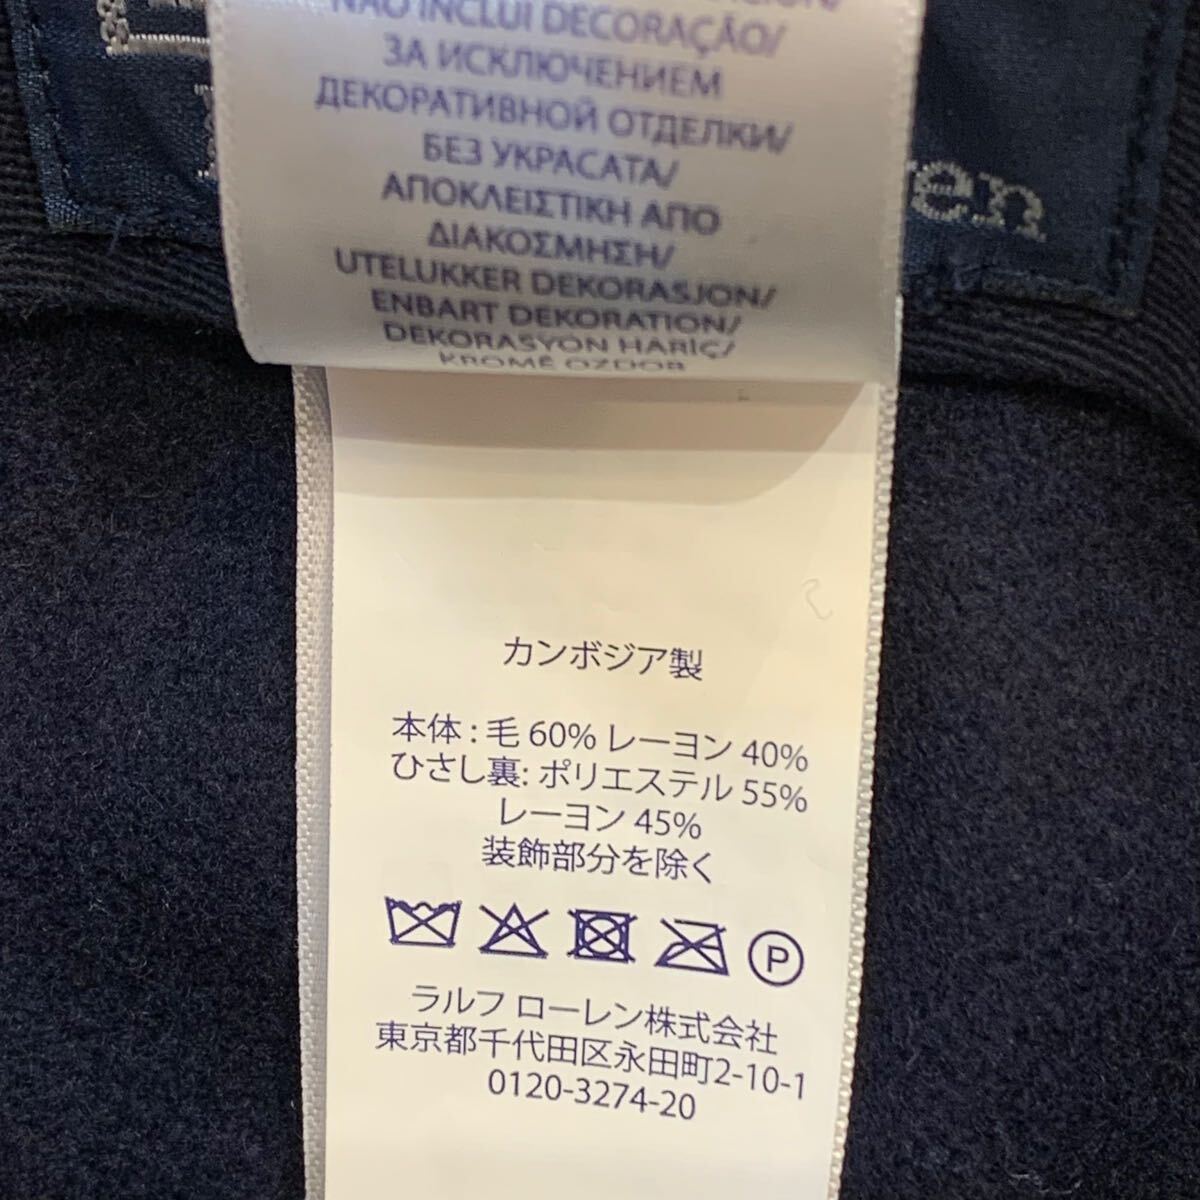 NÃO INCLUI DECORAÇÃO/
ЗА ИСКЛЮЧЕНИЕМ
ДЕКОРАТИВНОЙ ОТДЕЛКИ/
БЕЗ УКРАСАТА/
ΑΠΟΚΛΕΙΣΤΙΚΗ ΑΠΟ
ΔΙΑΚΟΣΜΗΣΗ/
UTELUKKER DEKORASJON/
ENBART DEKORATION/
DEKORASYON HARİÇ/
KROMĖ OZDOB
カンボジア製
本体 : 毛 60% レーヨン 40%
ひさし裏: ポリエステル 55%
レーヨン 45%
装飾部分を除く
P
ラルフ ローレン株式会社
東京都千代田区永田町2-10-1
0120-3274-20